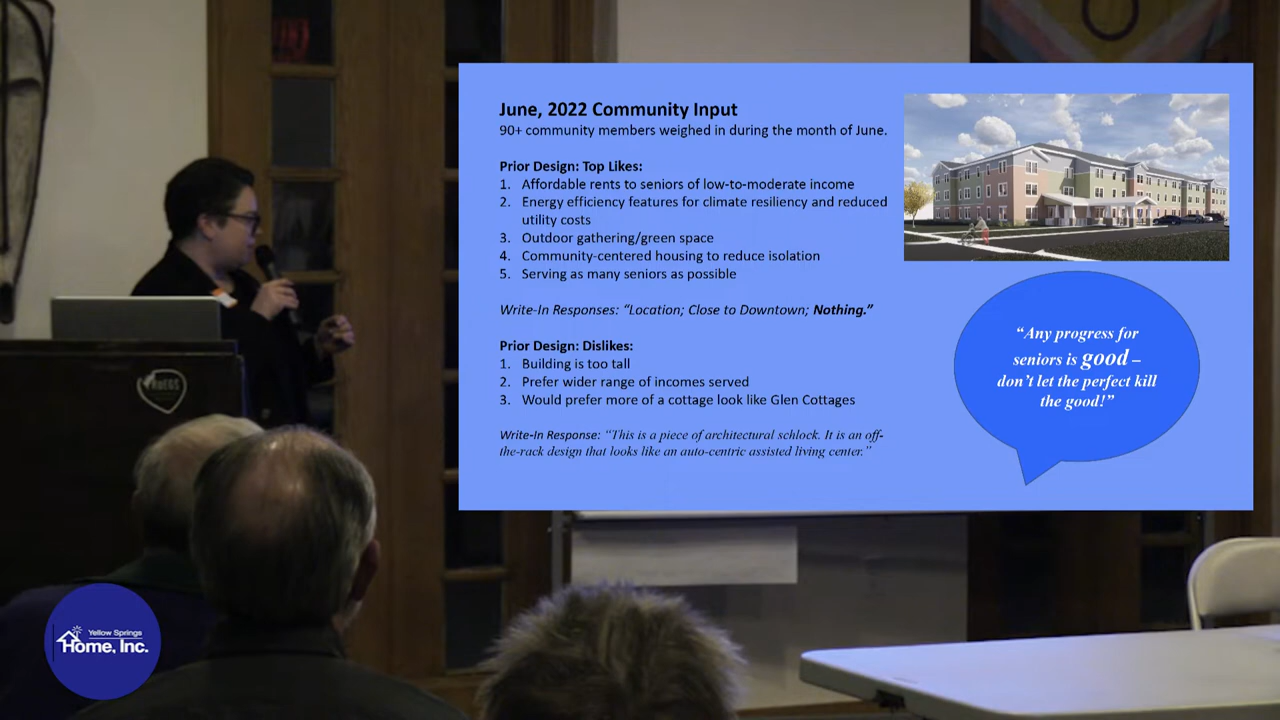 June, 2022 Community Input
90+ community members weighed in during the month of June.
Prior Design: Top Likes:
1. Affordable rents to seniors of low-to-moderate income
2. Energy efficiency features for climate resiliency and reduced
utility costs
3. Outdoor gathering/green space
4. Community-centered housing to reduce isolation
5. Serving as many seniors as possible
Write-In Responses: “Location; Close to Downtown; Nothing.”
Prior Design: Dislikes:
1. Building is too tall
2. Prefer wider range of incomes served
3. Would prefer more of a cottage look like Glen Cottages
Write-In Response: “This is a piece of architectural schlock. It is an off-
the-rack design that looks like an auto-centric assisted living center.”
“Any progress for
seniors is good –
don’t let the perfect kill
the good!”
Yellow Springs
Home, Inc.